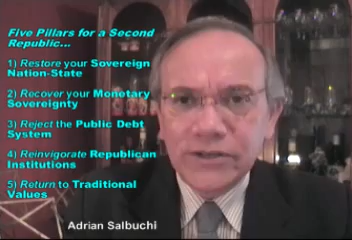 Five Pillars for a Second
Republic...
1) Restore your Sovereign
Nation-State
2) Recover your Monetary
Sovereignty
3) Reject the Public Debt
System
4) Reinvigorate Republican
Institutions
5) Return to Traditional
Values
Adrian Salbuchi